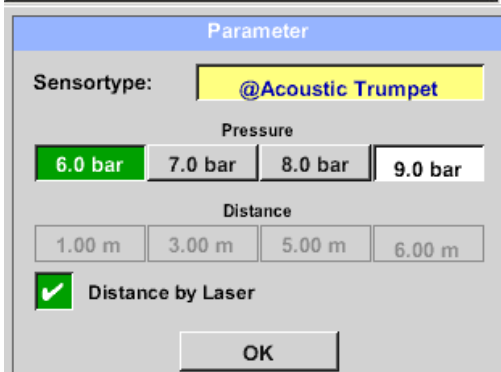 Parameter
Sensortype: @Acoustic Trumpet
Pressure
6.0 bar 7.0 bar 8.0 bar 9.0 bar
Distance
1.00 m 3.00 m 5.00 m 6.00 m
✔ Distance by Laser
OK